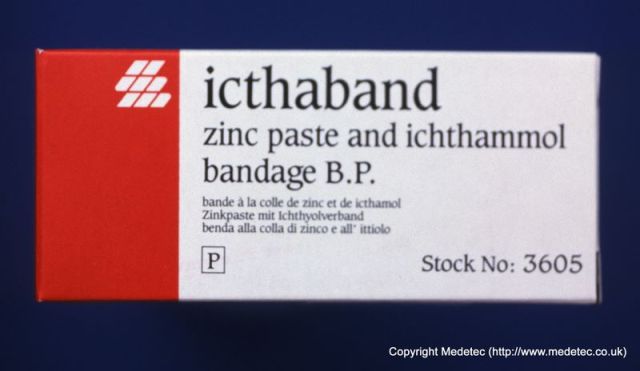 icthaband
zinc paste and ichthammol
bandage B.P.
bande à la colle de zinc et de icthamol
Zinkpaste mit Ichthyolverband
benda alla colla di zinco e all' ittiolo
P
Stock No: 3605
Copyright Medetec (http://www.medetec.co.uk)